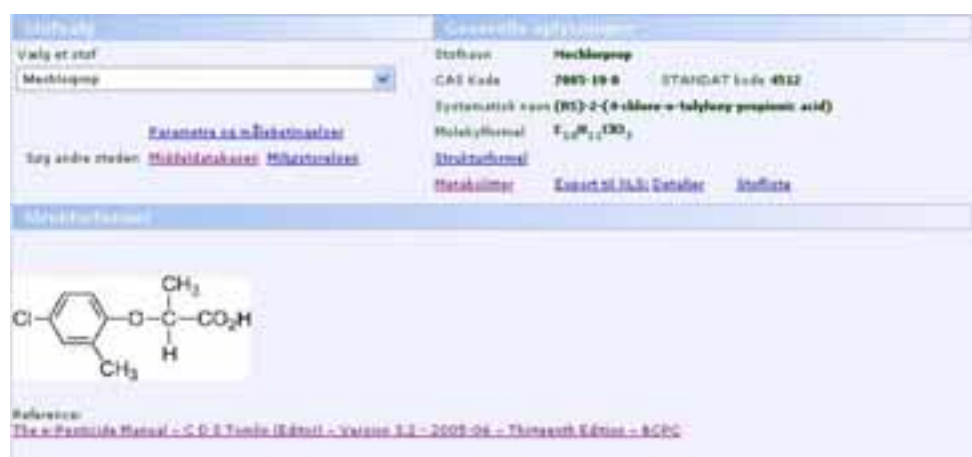 Stofvalg
Generelle oplysninger
Vælg et stof
Mechlorprop
Stofnavn Mechlorprop
CAS Kode 7085-19-0 STANDAT kode 4512
Systematisk navn (RS)-2-(4-chloro-o-tolyloxy propionic acid)
Molekylformel C₁₀H₁₁ClO₃
Parametre og målebetingelser
Søg andre steder: Middeldatabasen Miljøstyrelsen
Strukturformel
Metabolitter Export til XLS: Detaljer Stofliste
Strukturformel
CH₃
Cl O C CO₂H
H
CH₃
Reference:
The e-Pesticide Manual - C D S Tomlin (Editor) - Version 3.2 - 2005-06 - Thirteenth Edition - BCPC